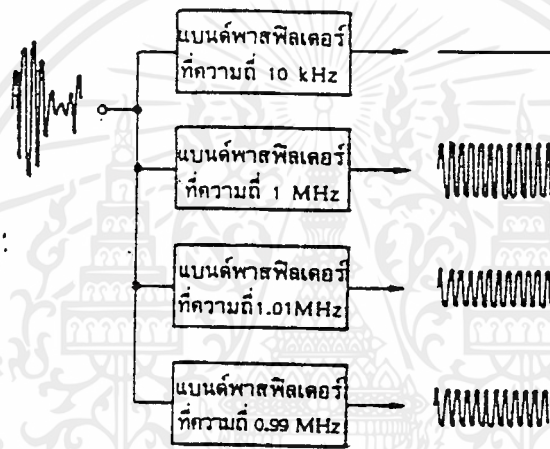 แบนด์พาสฟิลเตอร์
ที่ความถี่ 10 kHz
แบนด์พาสฟิลเตอร์
ที่ความถี่ 1 MHz
:
แบนด์พาสฟิลเตอร์
ที่ความถี่1.01MHz
แบนด์พาสฟิลเตอร์
ที่ความถี่ 0.99 MHz